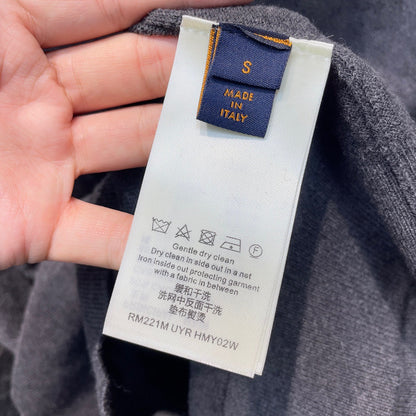 S
MADE
IN
ITALY
F
Gentle dry clean
Dry clean in side out in a net
Iron inside out protecting garment
with a fabric in between
缓和干洗
洗网中反面干洗
垫布熨烫
RM221M UYR HMY02W